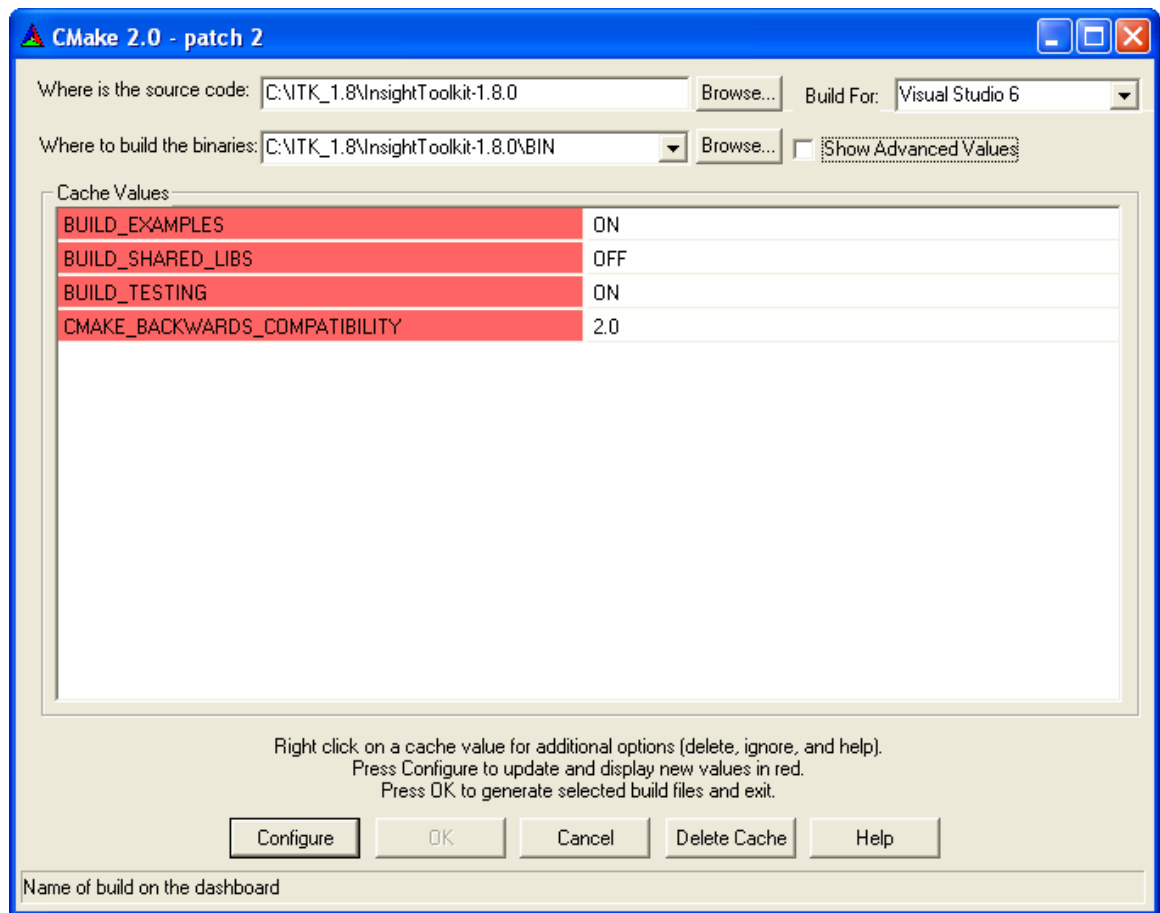 CMake 2.0 - patch 2
Where is the source code: C:\ITK_1.8\InsightToolkit-1.8.0 Browse... Build For: Visual Studio 6
Where to build the binaries: C:\ITK_1.8\InsightToolkit-1.8.0\BIN Browse... Show Advanced Values
Cache Values
BUILD_EXAMPLES ON
BUILD_SHARED_LIBS OFF
BUILD_TESTING ON
CMAKE_BACKWARDS_COMPATIBILITY 2.0
Right click on a cache value for additional options (delete, ignore, and help).
Press Configure to update and display new values in red.
Press OK to generate selected build files and exit.
Configure OK Cancel Delete Cache Help
Name of build on the dashboard